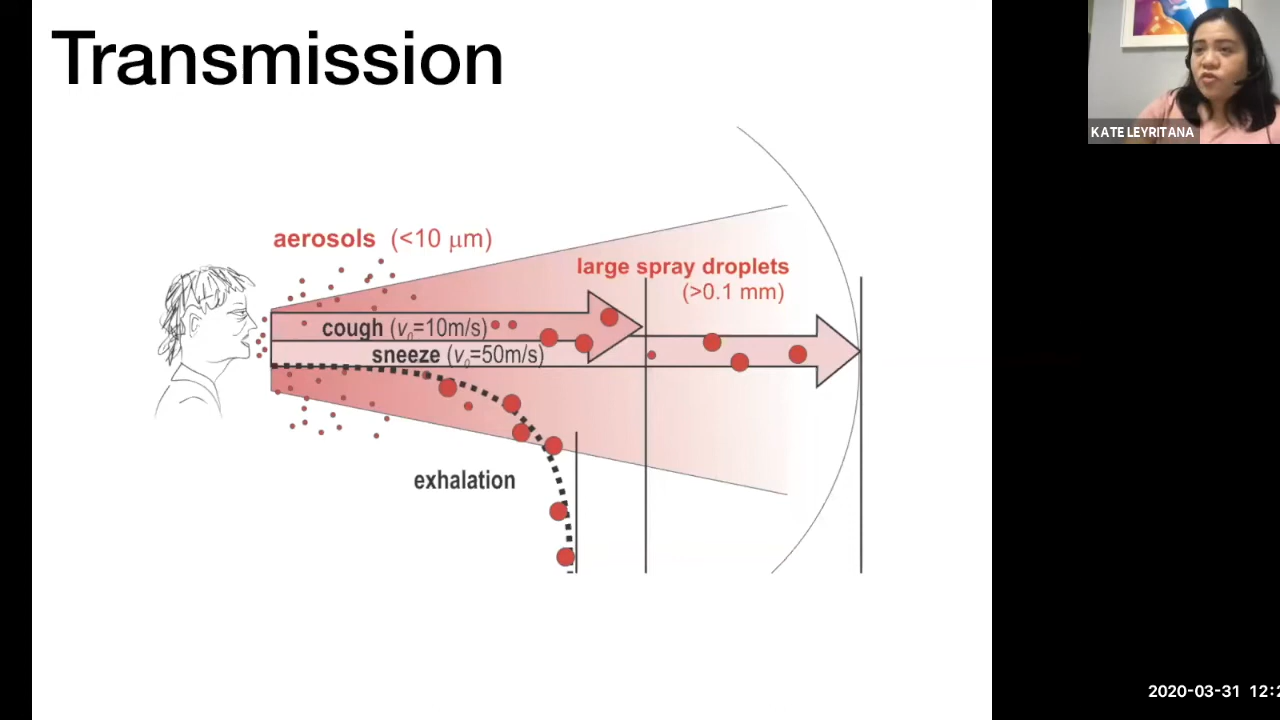 Transmission
KATE LEYRITANA
aerosols (<10 μm)
large spray droplets
(>0.1 mm)
cough (v₀=10m/s)
sneeze (v₀=50m/s)
exhalation
2020-03-31 12:2